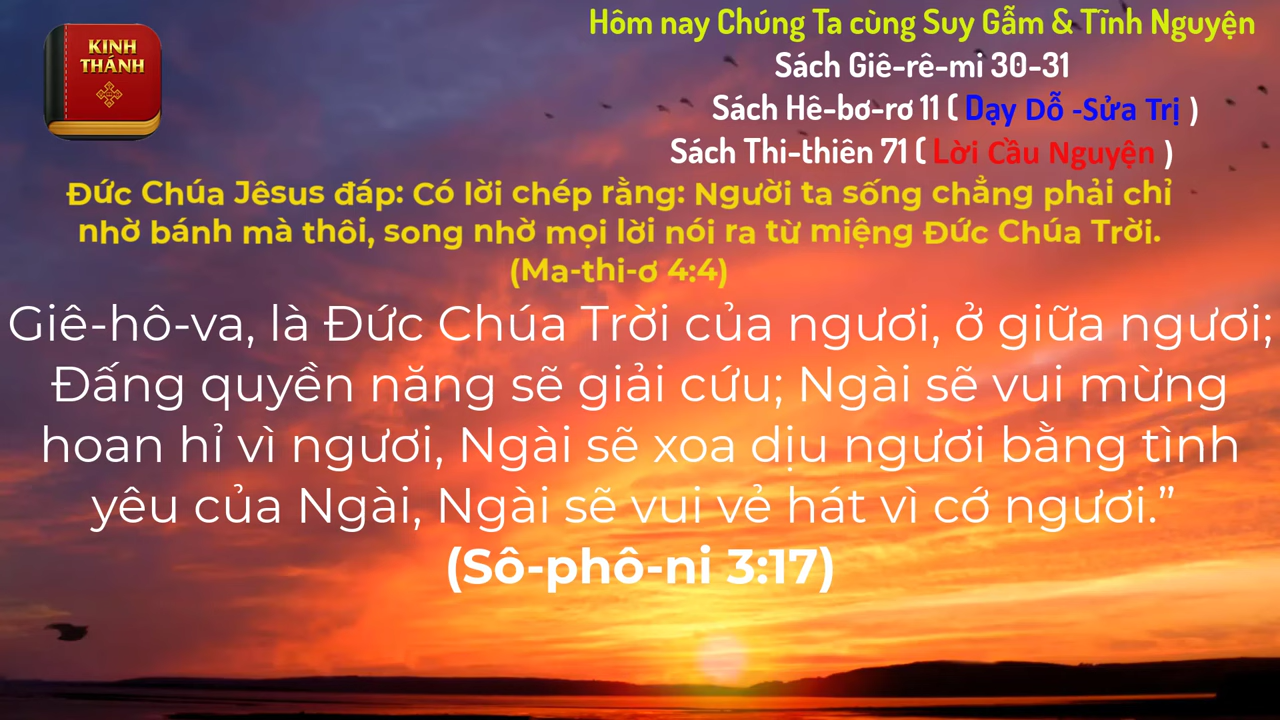 KINH
THÁNH
Hôm nay Chúng Ta cùng Suy Gẫm & Tĩnh Nguyện
Sách Giê-rê-mi 30-31
Sách Hê-bơ-rơ 11 ( Dạy Dỗ -Sửa Trị )
Sách Thi-thiên 71 ( Lời Cầu Nguyện )
Đức Chúa Jêsus đáp: Có lời chép rằng: Người ta sống chẳng phải chỉ
nhờ bánh mà thôi, song nhờ mọi lời nói ra từ miệng Đức Chúa Trời.
(Ma-thi-ơ 4:4)
Giê-hô-va, là Đức Chúa Trời của ngươi, ở giữa ngươi;
Đấng quyền năng sẽ giải cứu; Ngài sẽ vui mừng
hoan hỉ vì ngươi, Ngài sẽ xoa dịu ngươi bằng tình
yêu của Ngài, Ngài sẽ vui vẻ hát vì cớ ngươi.”
(Sô-phô-ni 3:17)